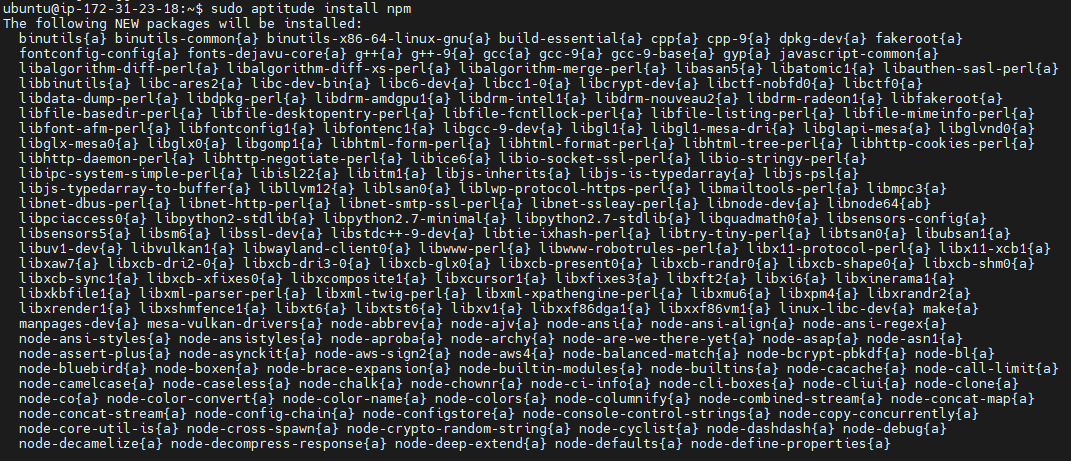 ubuntu@ip-172-31-23-18:~$ sudo aptitude install npm
The following NEW packages will be installed:
binutils{a} binutils-common{a} binutils-x86-64-linux-gnu{a} build-essential{a} cpp{a} cpp-9{a} dpkg-dev{a} fakeroot{a}
fontconfig-config{a} fonts-dejavu-core{a} g++{a} g++-9{a} gcc{a} gcc-9{a} gcc-9-base{a} gyp{a} javascript-common{a}
libalgorithm-diff-perl{a} libalgorithm-diff-xs-perl{a} libalgorithm-merge-perl{a} libasan5{a} libatomic1{a} libauthen-sasl-perl{a}
libbinutils{a} libc-ares2{a} libc-dev-bin{a} libc6-dev{a} libcc1-0{a} libcrypt-dev{a} libctf-nobfd0{a} libctf0{a}
libdata-dump-perl{a} libdpkg-perl{a} libdrm-amdgpu1{a} libdrm-intel1{a} libdrm-nouveau2{a} libdrm-radeon1{a} libfakeroot{a}
libfile-basedir-perl{a} libfile-desktopentry-perl{a} libfile-fcntllock-perl{a} libfile-listing-perl{a} libfile-mimeinfo-perl{a}
libfont-afm-perl{a} libfontconfig1{a} libfontenc1{a} libgcc-9-dev{a} libgl1{a} libgl1-mesa-dri{a} libglapi-mesa{a} libglvnd0{a}
libglx-mesa0{a} libglx0{a} libgomp1{a} libhtml-form-perl{a} libhtml-format-perl{a} libhtml-tree-perl{a} libhttp-cookies-perl{a}
libhttp-daemon-perl{a} libhttp-negotiate-perl{a} libice6{a} libio-socket-ssl-perl{a} libio-stringy-perl{a}
libipc-system-simple-perl{a} libisl22{a} libitm1{a} libjs-inherits{a} libjs-is-typedarray{a} libjs-psl{a}
libjs-typedarray-to-buffer{a} libllvm12{a} liblsan0{a} liblwp-protocol-https-perl{a} libmailtools-perl{a} libmpc3{a}
libnet-dbus-perl{a} libnet-http-perl{a} libnet-smtp-ssl-perl{a} libnet-ssleay-perl{a} libnode-dev{a} libnode64{ab}
libpciaccess0{a} libpython2-stdlib{a} libpython2.7-minimal{a} libpython2.7-stdlib{a} libquadmath0{a} libsensors-config{a}
libsensors5{a} libsm6{a} libssl-dev{a} libstdc++-9-dev{a} libtie-ixhash-perl{a} libtry-tiny-perl{a} libtsan0{a} libubsan1{a}
libuv1-dev{a} libvulkan1{a} libwayland-client0{a} libwww-perl{a} libwww-robotrules-perl{a} libx11-protocol-perl{a} libx11-xcb1{a}
libxaw7{a} libxcb-dri2-0{a} libxcb-dri3-0{a} libxcb-glx0{a} libxcb-present0{a} libxcb-randr0{a} libxcb-shape0{a} libxcb-shm0{a}
libxcb-sync1{a} libxcb-xfixes0{a} libxcomposite1{a} libxcursor1{a} libxfixes3{a} libxft2{a} libxi6{a} libxinerama1{a}
libxkbfile1{a} libxml-parser-perl{a} libxml-twig-perl{a} libxml-xpathengine-perl{a} libxmu6{a} libxpm4{a} libxrandr2{a}
libxrender1{a} libxshmfence1{a} libxt6{a} libxtst6{a} libxv1{a} libxxf86dga1{a} libxxf86vm1{a} linux-libc-dev{a} make{a}
manpages-dev{a} mesa-vulkan-drivers{a} node-abbrev{a} node-ajv{a} node-ansi{a} node-ansi-align{a} node-ansi-regex{a}
node-ansi-styles{a} node-ansistyles{a} node-aproba{a} node-archy{a} node-are-we-there-yet{a} node-asap{a} node-asn1{a}
node-assert-plus{a} node-asynckit{a} node-aws-sign2{a} node-aws4{a} node-balanced-match{a} node-bcrypt-pbkdf{a} node-bl{a}
node-bluebird{a} node-boxen{a} node-brace-expansion{a} node-builtin-modules{a} node-builtins{a} node-cacache{a} node-call-limit{a}
node-camelcase{a} node-caseless{a} node-chalk{a} node-chownr{a} node-ci-info{a} node-cli-boxes{a} node-cliui{a} node-clone{a}
node-co{a} node-color-convert{a} node-color-name{a} node-colors{a} node-columnify{a} node-combined-stream{a} node-concat-map{a}
node-concat-stream{a} node-config-chain{a} node-configstore{a} node-console-control-strings{a} node-copy-concurrently{a}
node-core-util-is{a} node-cross-spawn{a} node-crypto-random-string{a} node-cyclist{a} node-dashdash{a} node-debug{a}
node-decamelize{a} node-decompress-response{a} node-deep-extend{a} node-defaults{a} node-define-properties{a}